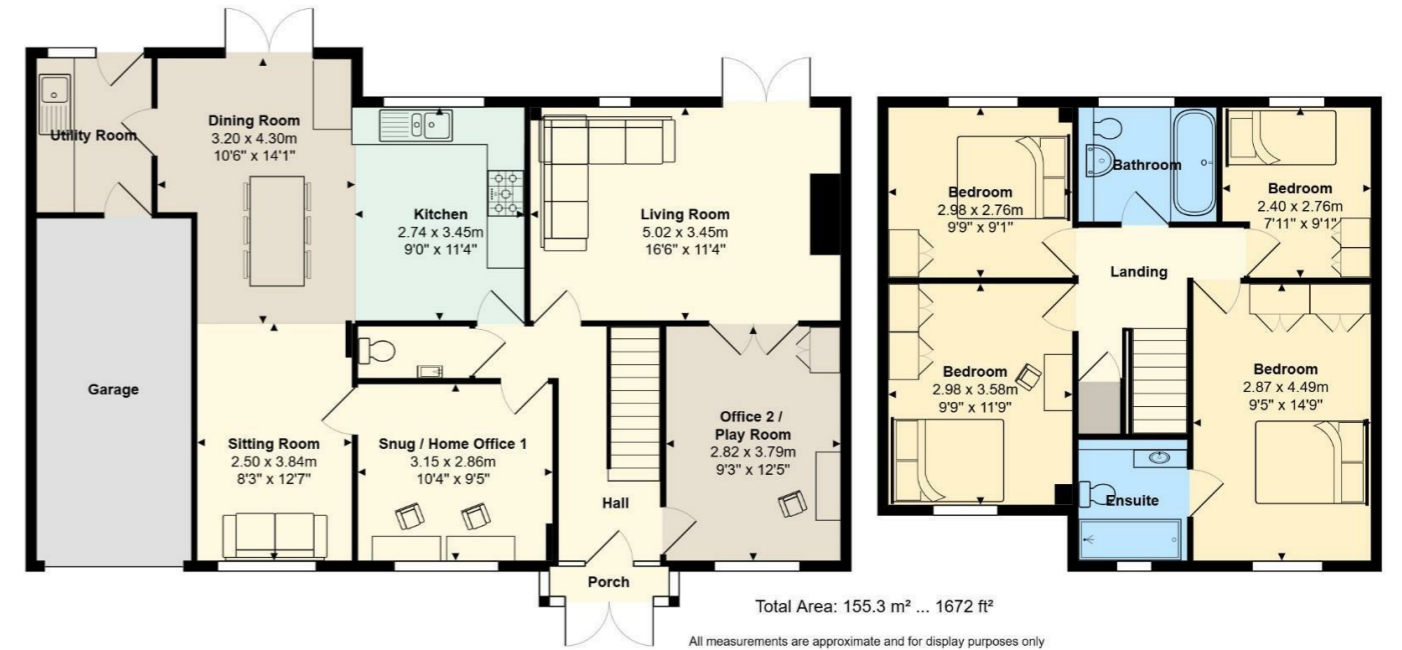 Utility Room
Dining Room
3.20 x 4.30m
10'6" x 14'1"
Kitchen
2.74 x 3.45m
9'0" x 11'4"
Living Room
5.02 x 3.45m
16'6" x 11'4"
Garage
Sitting Room
2.50 x 3.84m
8'3" x 12'7"
Snug / Home Office 1
3.15 x 2.86m
10'4" x 9'5"
Hall
Office 2 /
Play Room
2.82 x 3.79m
9'3" x 12'5"
Porch
Bedroom
2.98 x 2.76m
9'9" x 9'1"
Bathroom
Bedroom
2.40 x 2.76m
7'11" x 9'1"
Landing
Bedroom
2.98 x 3.58m
9'9" x 11'9"
Bedroom
2.87 x 4.49m
9'5" x 14'9"
Ensuite
Total Area: 155.3 m² ... 1672 ft²
All measurements are approximate and for display purposes only